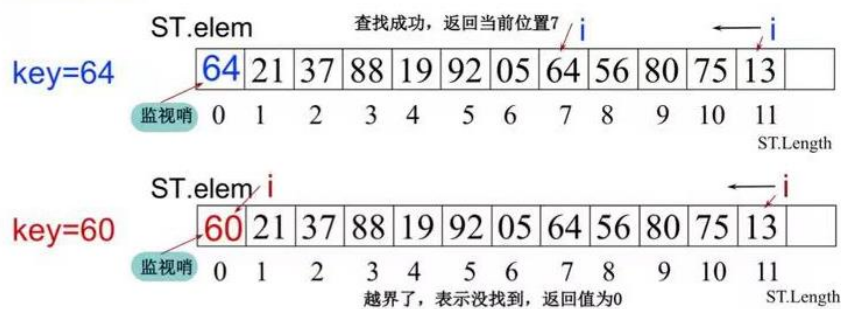 ST.elem 查找成功，返回当前位置7 i i
key=64 64 21 37 88 19 92 05 64 56 80 75 13
监视哨 0 1 2 3 4 5 6 7 8 9 10 11
ST.Length
ST.elem i i
key=60 60 21 37 88 19 92 05 64 56 80 75 13
监视哨 0 1 2 3 4 5 6 7 8 9 10 11
越界了，表示没找到，返回值为0 ST.Length